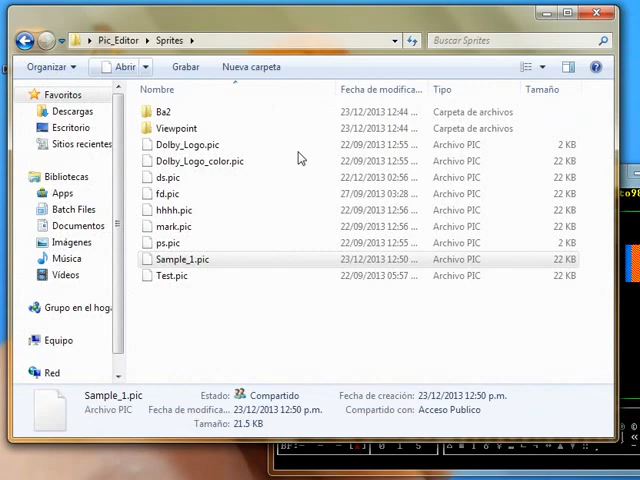 Pic_Editor ▸ Sprites ▸
Buscar Sprites
Organizar Abrir Grabar Nueva carpeta
Nombre Fecha de modifica... Tipo Tamaño
Favoritos
Descargas
Escritorio
Sitios recientes
Bibliotecas
Apps
Batch Files
Documentos
Imágenes
Música
Vídeos
Grupo en el hoga
Equipo
Red
Ba2 23/12/2013 12:44 ... Carpeta de archivos
Viewpoint 23/12/2013 12:44 ... Carpeta de archivos
Dolby_Logo.pic 22/09/2013 12:55 ... Archivo PIC 2 KB
Dolby_Logo_color.pic 22/09/2013 12:56 ... Archivo PIC 22 KB
ds.pic 22/12/2013 02:56 ... Archivo PIC 22 KB
fd.pic 27/09/2013 03:28 ... Archivo PIC 22 KB
hhhh.pic 22/09/2013 12:56 ... Archivo PIC 22 KB
mark.pic 22/09/2013 12:56 ... Archivo PIC 22 KB
ps.pic 22/09/2013 12:55 ... Archivo PIC 2 KB
Sample_1.pic 23/12/2013 12:50 ... Archivo PIC 22 KB
Test.pic 22/09/2013 05:57 ... Archivo PIC 22 KB
Sample_1.pic Estado: Compartido Fecha de creación: 23/12/2013 12:50 p.m.
Archivo PIC Fecha de modifica... 23/12/2013 12:50 p.m. Compartido con: Acceso Publico
Tamaño: 21.5 KB
to98